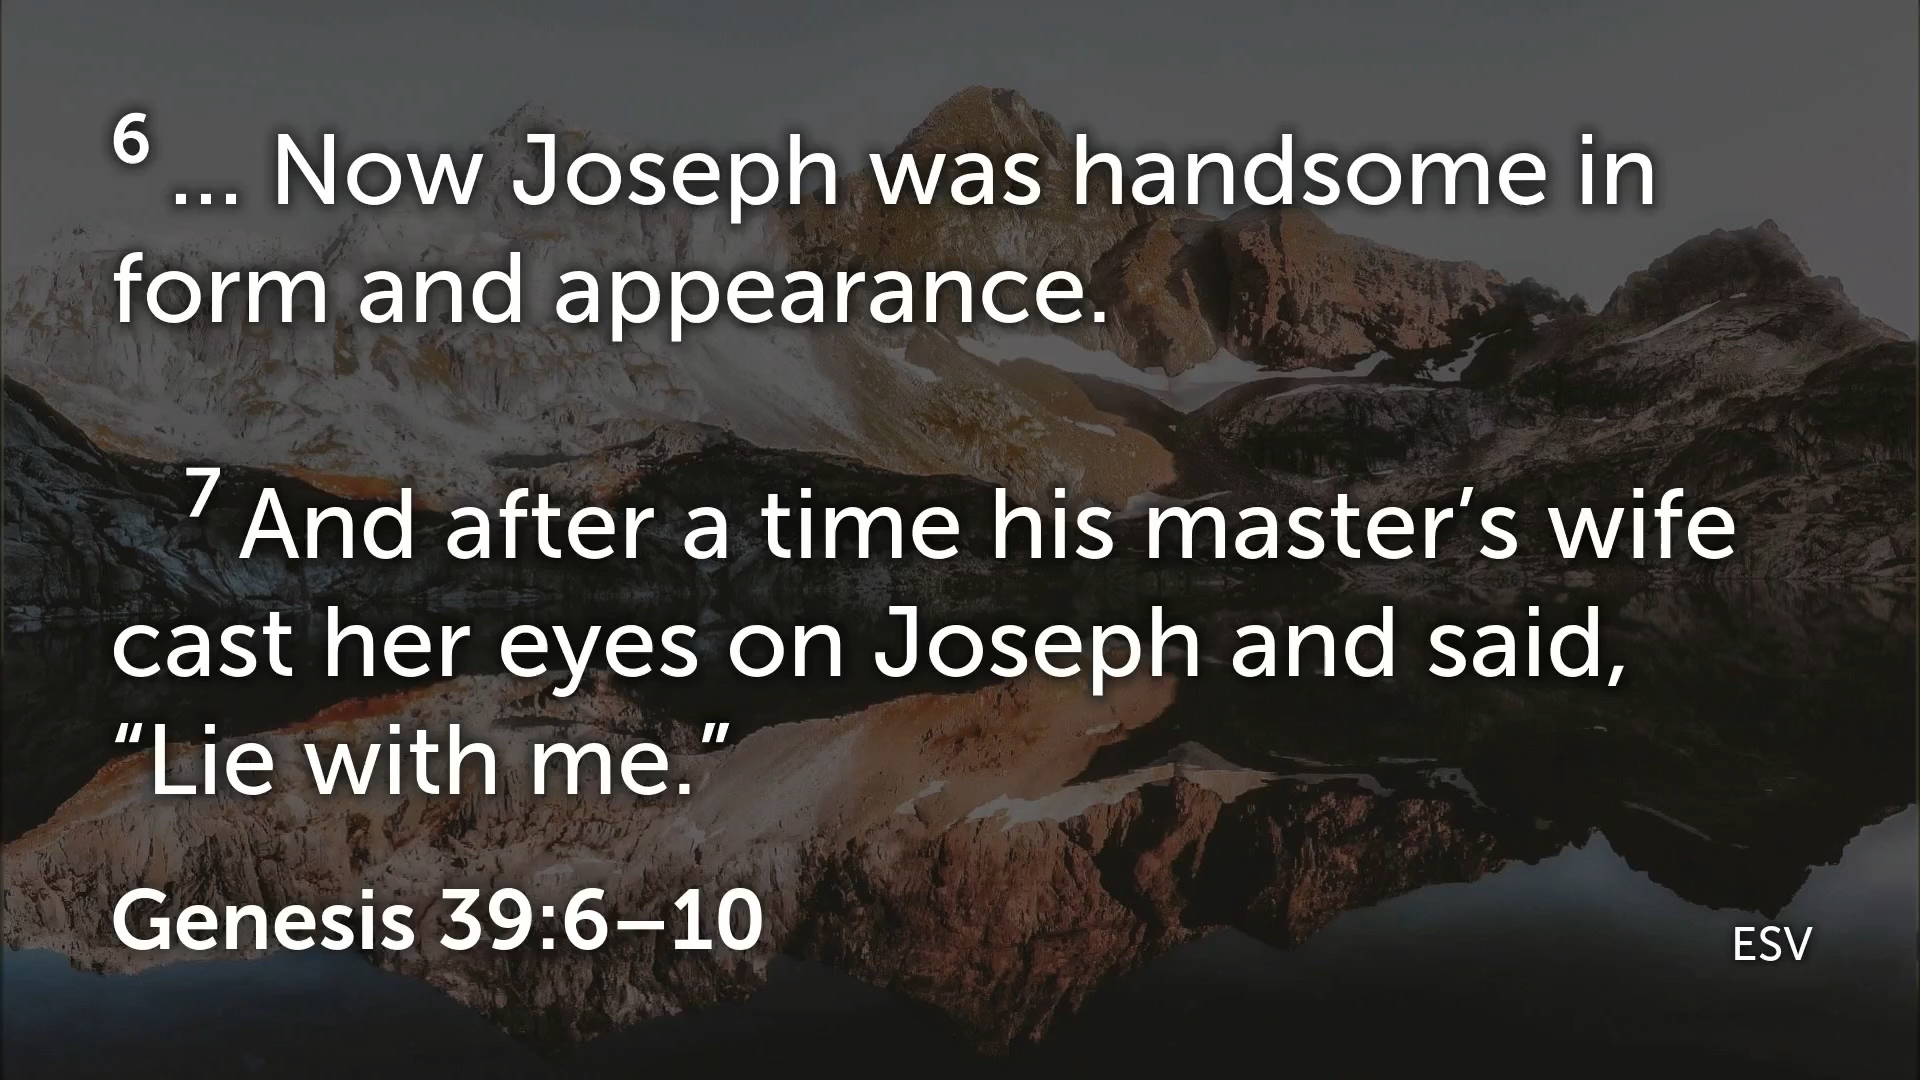 6 ... Now Joseph was handsome in
form and appearance.
7 And after a time his master’s wife
cast her eyes on Joseph and said,
“Lie with me.”
Genesis 39:6–10
ESV